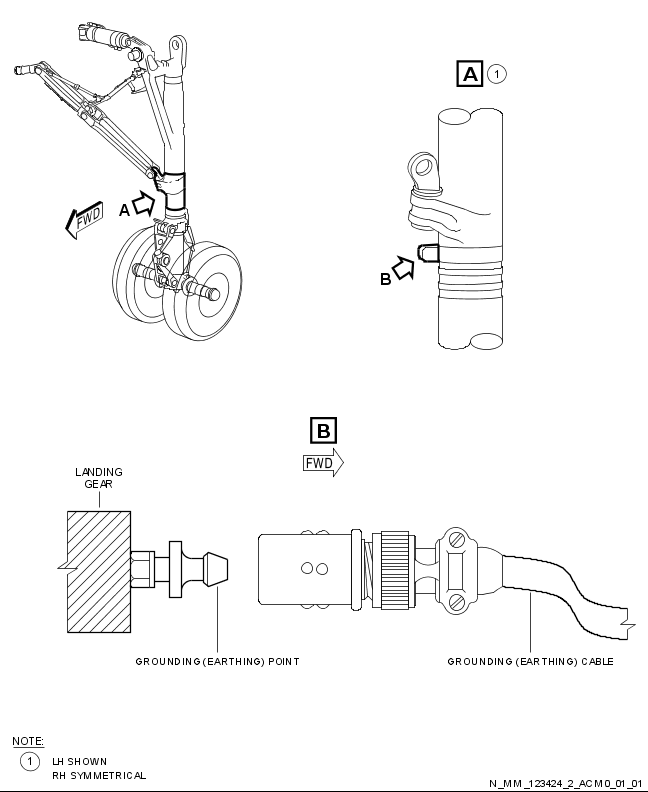 A 1
A
FWD
B
B
FWD
LANDING
GEAR
GROUNDING (EARTHING) POINT
GROUNDING (EARTHING) CABLE
NOTE:
1 LH SHOWN
RH SYMMETRICAL
N_MM_123424_2_ACM0_01_01